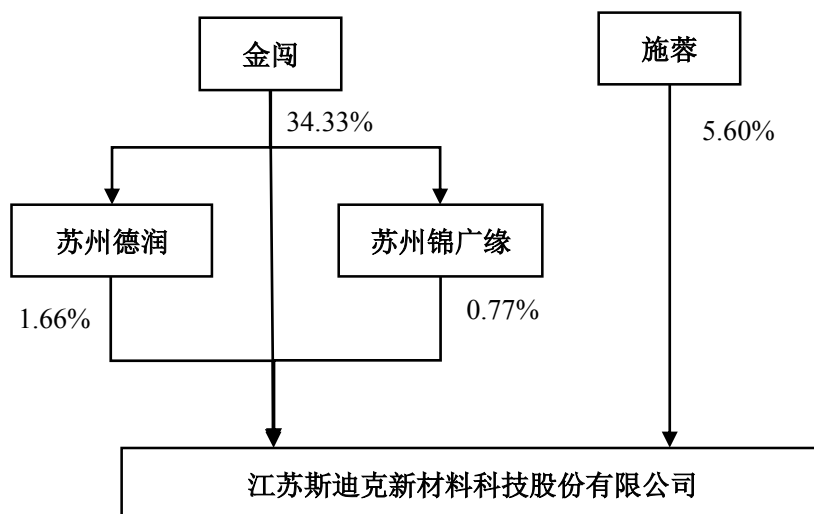 金闯
施蓉
34.33%
5.60%
苏州德润
苏州锦广缘
1.66%
0.77%
江苏斯迪克新材料科技股份有限公司